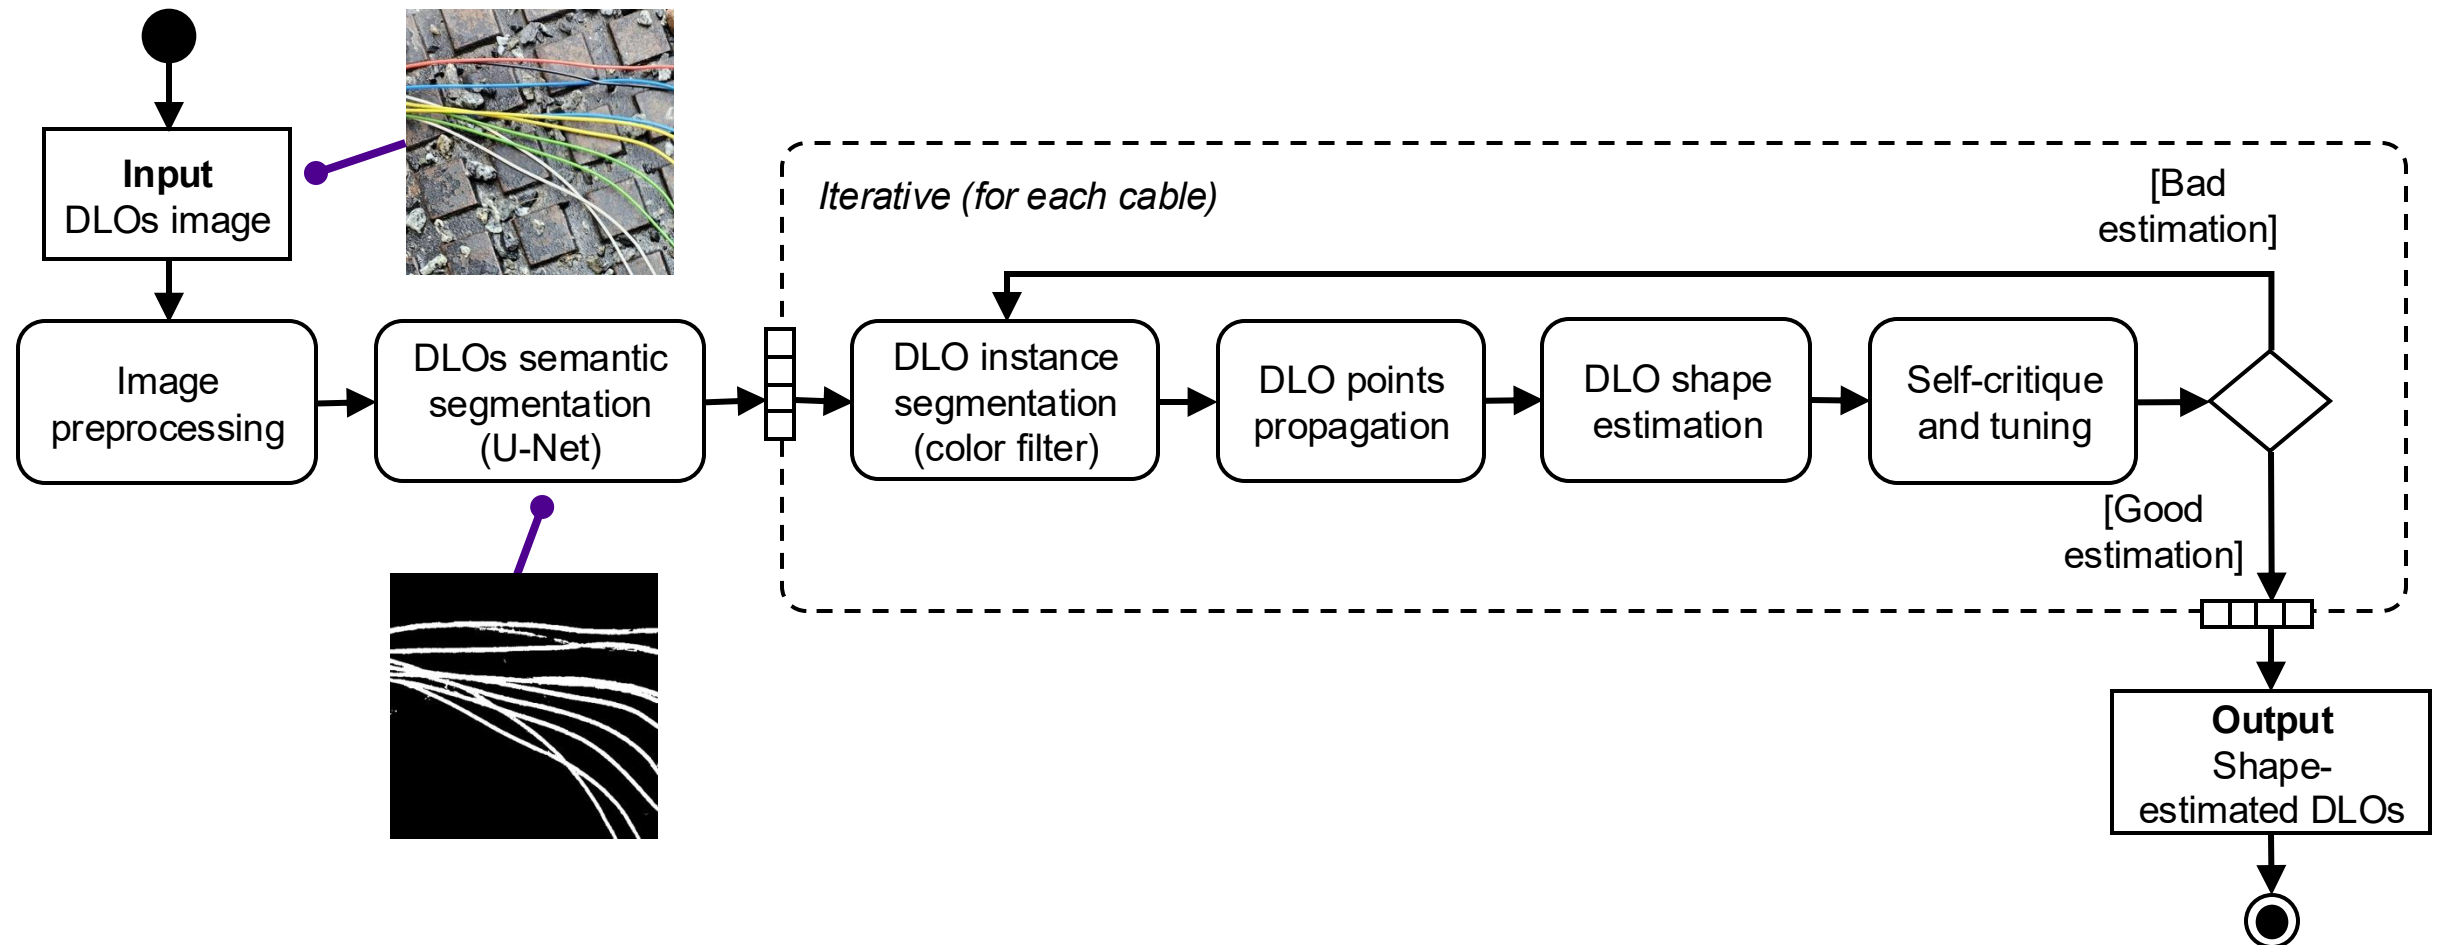 Input
DLOs image
Image
preprocessing
DLOs semantic
segmentation
(U-Net)
Iterative (for each cable)
DLO instance
segmentation
(color filter)
DLO points
propagation
DLO shape
estimation
Self-critique
and tuning
[Bad
estimation]
[Good
estimation]
Output
Shape-
estimated DLOs